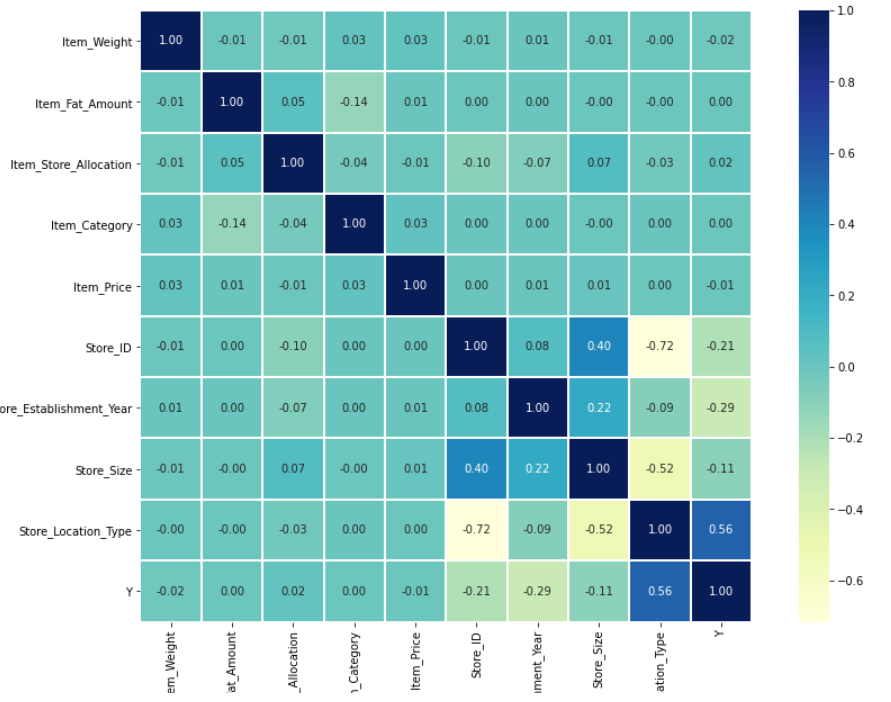 Item_Weight 1.00 -0.01 -0.01 0.03 0.03 -0.01 0.01 -0.01 -0.00 -0.02
Item_Fat_Amount -0.01 1.00 0.05 -0.14 0.01 0.00 0.00 -0.00 -0.00 0.00
Item_Store_Allocation -0.01 0.05 1.00 -0.04 -0.01 -0.10 -0.07 0.07 -0.03 0.02
Item_Category 0.03 -0.14 -0.04 1.00 0.03 0.00 0.00 -0.00 0.00 0.00
Item_Price 0.03 0.01 -0.01 0.03 1.00 0.00 0.01 0.01 0.00 -0.01
Store_ID -0.01 0.00 -0.10 0.00 0.00 1.00 0.08 0.40 -0.72 -0.21
ore_Establishment_Year 0.01 0.00 -0.07 0.00 0.01 0.08 1.00 0.22 -0.09 -0.29
Store_Size -0.01 -0.00 0.07 -0.00 0.01 0.40 0.22 1.00 -0.52 -0.11
Store_Location_Type -0.00 -0.00 -0.03 0.00 0.00 -0.72 -0.09 -0.52 1.00 0.56
Y -0.02 0.00 0.02 0.00 -0.01 -0.21 -0.29 -0.11 0.56 1.00
em_Weight
at_Amount
_Allocation
_Category
Item_Price
Store_ID
ment_Year
Store_Size
ation_Type
Y
1.0
0.8
0.6
0.4
0.2
0.0
−0.2
−0.4
−0.6